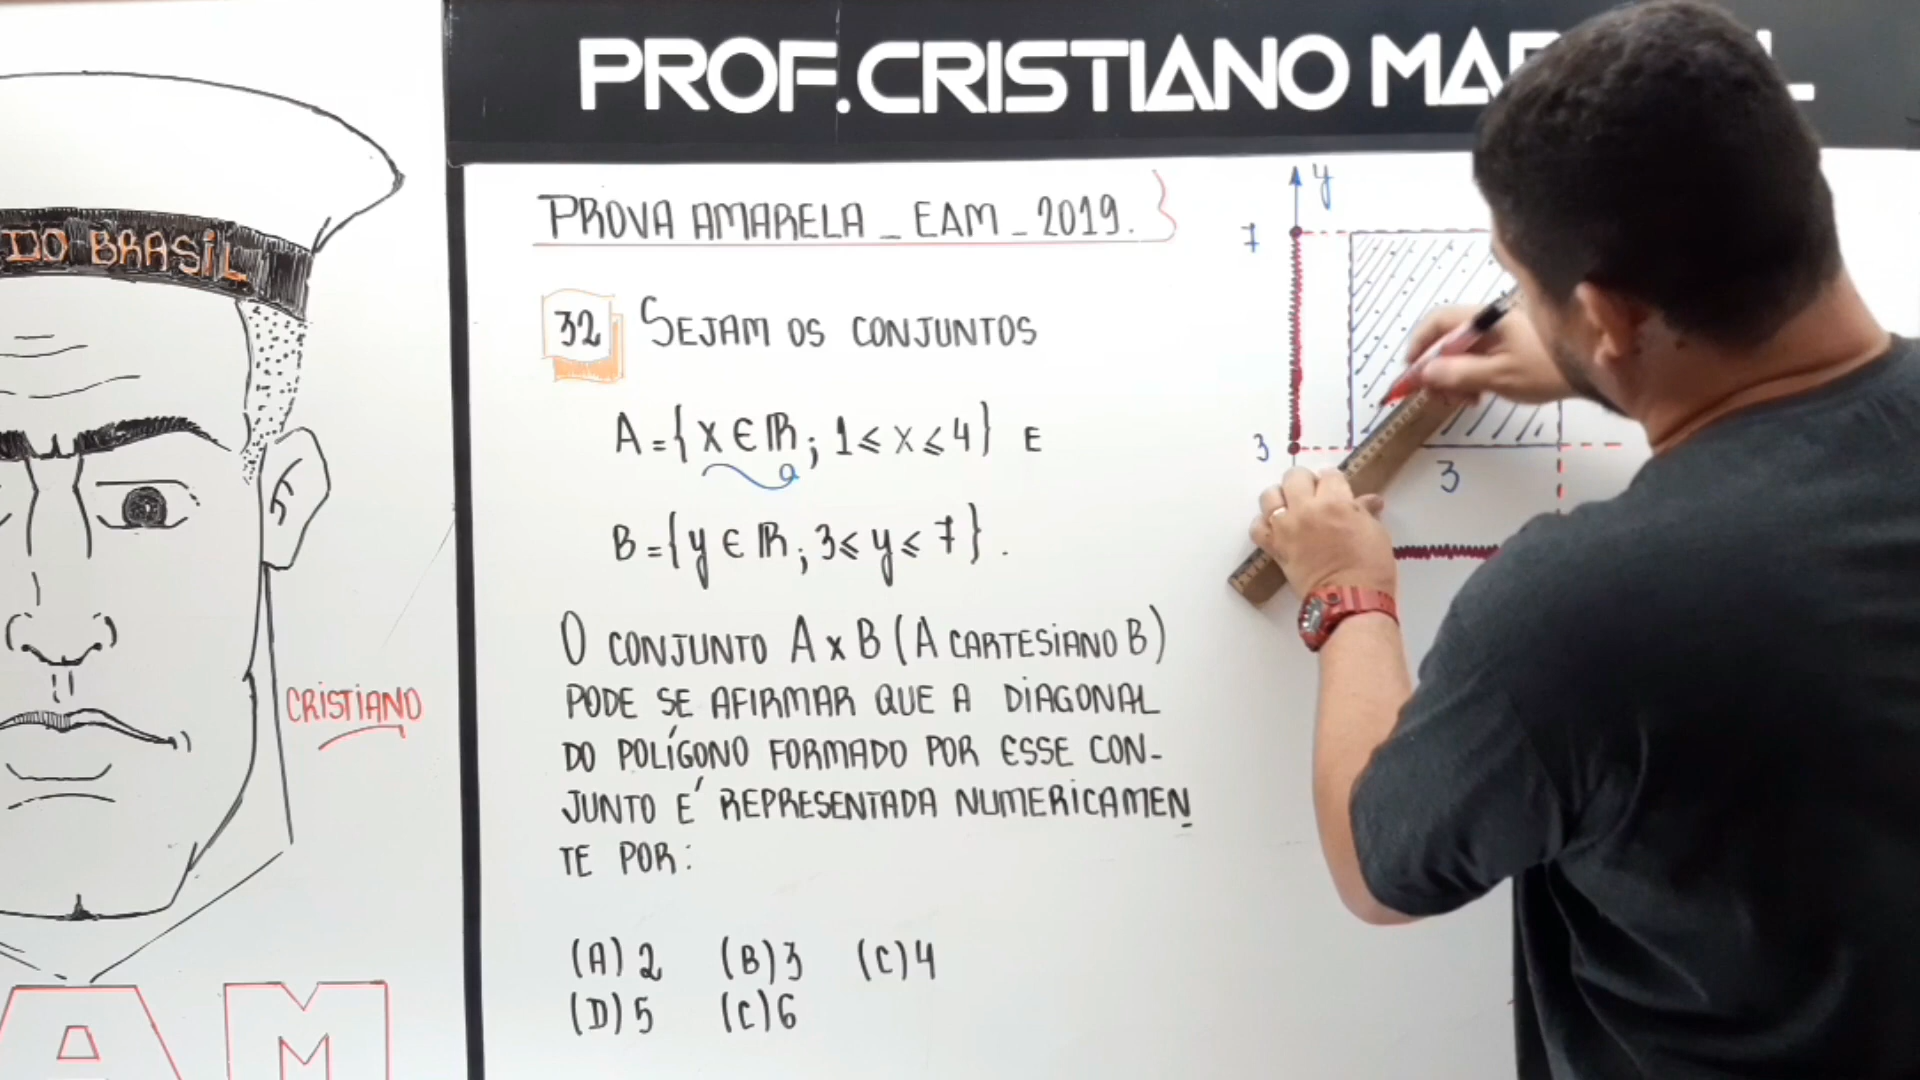 PROF. CRISTIANO
DO BRASIL
CRISTIANO
AM
PROVA AMARELA _ EAM _ 2019.
32 SEJAM OS CONJUNTOS
A = { x ∈ ℝ ; 1 ⩽ x ⩽ 4 } E
B = { y ∈ ℝ ; 3 ⩽ y ⩽ 7 } .
O CONJUNTO A x B ( A CARTESIANO B )
PODE SE AFIRMAR QUE A DIAGONAL
DO POLÍGONO FORMADO POR ESSE CON-
JUNTO É REPRESENTADA NUMERICAMEN
TE POR :
(A) 2 (B) 3 (C) 4
(D) 5 (C) 6
y
7
3
3